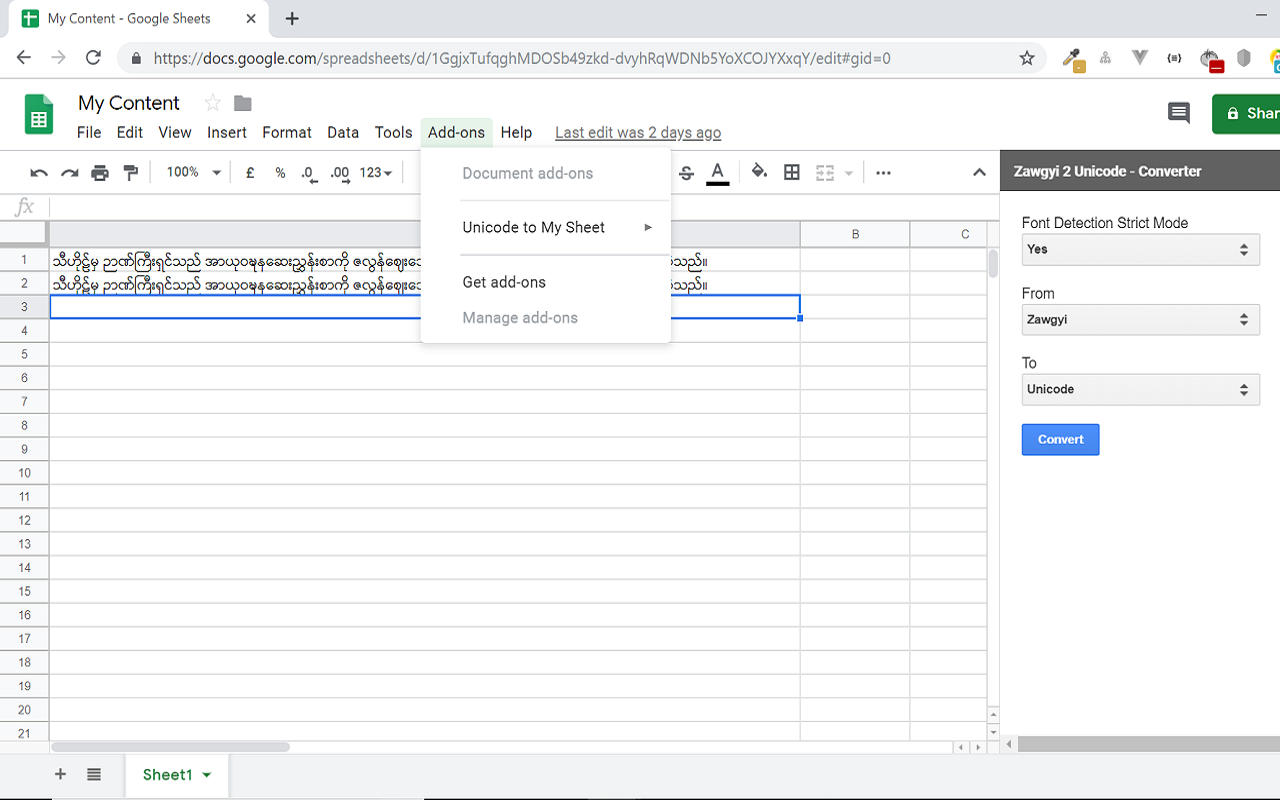 My Content - Google Sheets
https://docs.google.com/spreadsheets/d/1GgjxTufqghMDOSb49zkd-dvyhRqWDNb5YoXCOJYXxqY/edit#gid=0
My Content
File Edit View Insert Format Data Tools Add-ons Help Last edit was 2 days ago
Shar
100% £ % .0 .00 123
Document add-ons
Unicode to My Sheet
Get add-ons
Manage add-ons
Zawgyi 2 Unicode - Converter
Font Detection Strict Mode
Yes
From
Zawgyi
To
Unicode
Convert
fx
B C
1 သီဟိုဠ်မှ ဉာဏ်ကြီးရှင်သည် အာယုဝဍ္ဎနဆေးညွှန်းစာကို ဇလွန်ဈေး သည်။
2 သီဟိုဠ်မှ ဉာဏ်ကြီးရှင်သည် အာယုဝဍ္ဎနဆေးညွှန်းစာကို ဇလွန်ဈေး သည်။
3
4
5
6
7
8
9
10
11
12
13
14
15
16
17
18
19
20
21
Sheet1